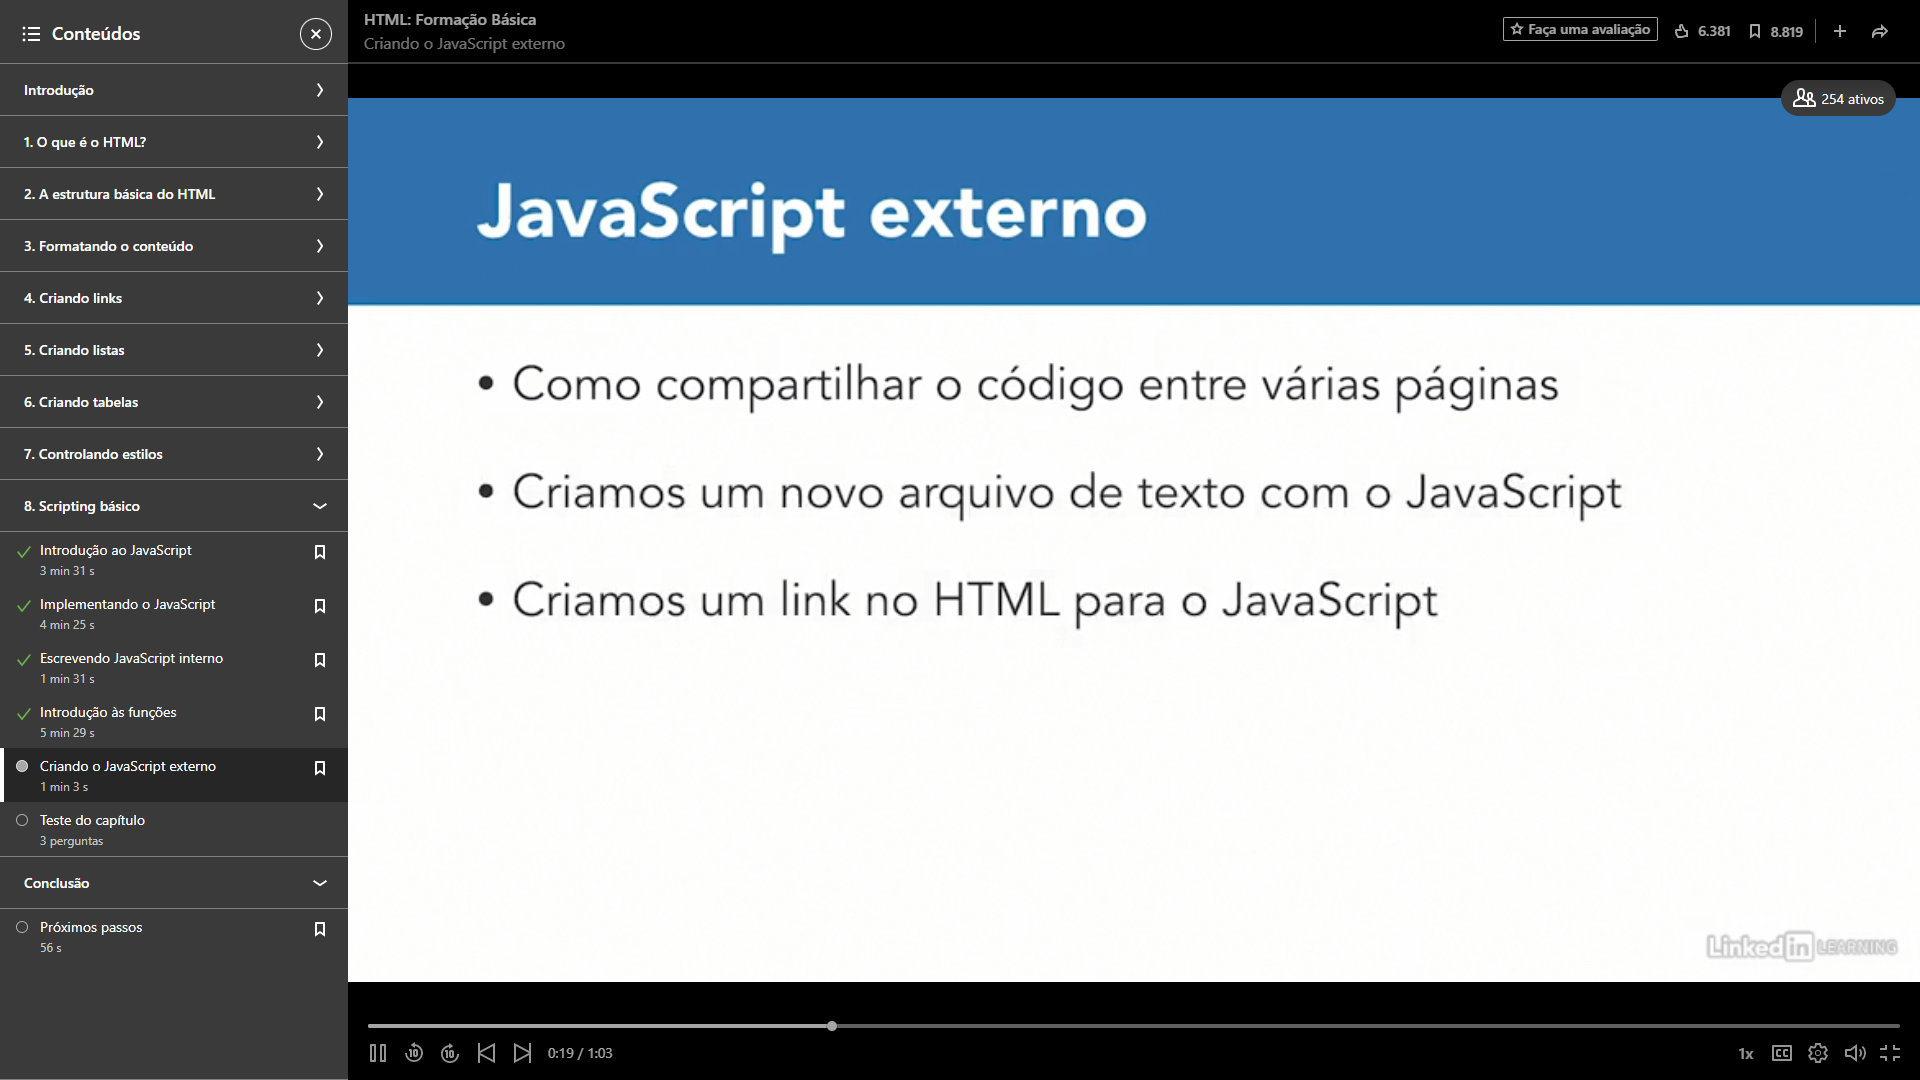 Conteúdos
Introdução
1. O que é o HTML?
2. A estrutura básica do HTML
3. Formatando o conteúdo
4. Criando links
5. Criando listas
6. Criando tabelas
7. Controlando estilos
8. Scripting básico
Introdução ao JavaScript
3 min 31 s
Implementando o JavaScript
4 min 25 s
Escrevendo JavaScript interno
1 min 31 s
Introdução às funções
5 min 29 s
Criando o JavaScript externo
1 min 3 s
Teste do capítulo
3 perguntas
Conclusão
Próximos passos
56 s
HTML: Formação Básica
Criando o JavaScript externo
Faça uma avaliação
6.381
8.819
254 ativos
JavaScript externo
• Como compartilhar o código entre várias páginas
• Criamos um novo arquivo de texto com o JavaScript
• Criamos um link no HTML para o JavaScript
Linked in LEARNING
10
10
0:19 / 1:03
1x
CC